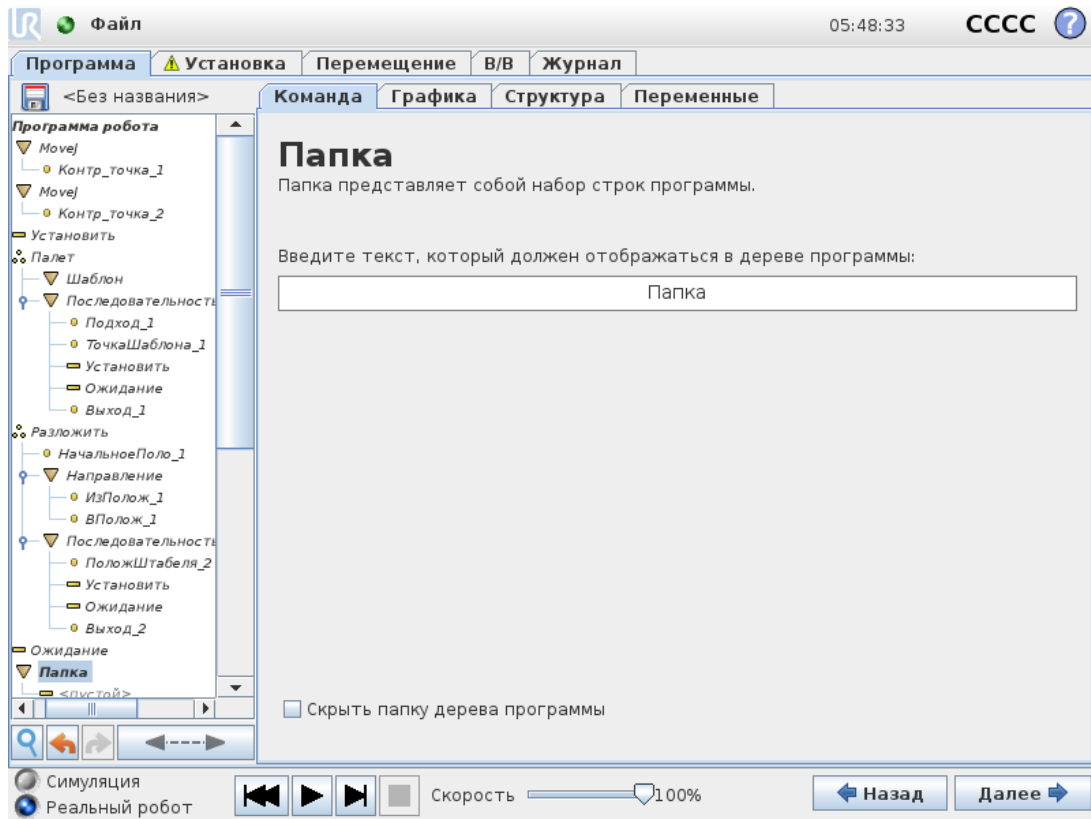 UR Файл 05:48:33 CCCC ?
Программа Установка Перемещение В/В Журнал
<Без названия> Команда Графика Структура Переменные
Программа робота
MoveJ
Контр_точка_1
MoveJ
Контр_точка_2
Установить
Палет
Шаблон
Последовательность
Подход_1
ТочкаШаблона_1
Установить
Ожидание
Выход_1
Разложить
НачальноеПоло_1
Направление
ИзПолож_1
ВПолож_1
Последовательность
ПоложШтабеля_2
Установить
Ожидание
Выход_2
Ожидание
Папка
<пустой>
Папка
Папка представляет собой набор строк программы.
Введите текст, который должен отображаться в дереве программы:
Папка
Скрыть папку дерева программы
Симуляция
Реальный робот
Скорость 100%
Назад Далее